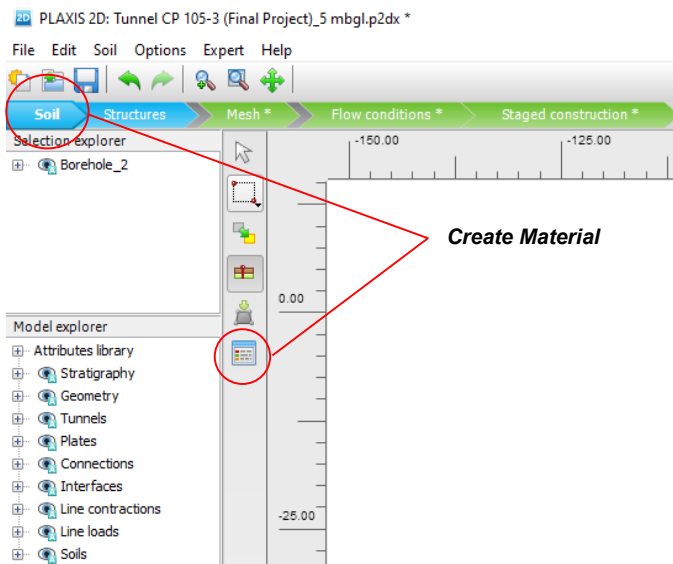 2D PLAXIS 2D: Tunnel CP 105-3 (Final Project)_5 mbgl.p2dx *
File Edit Soil Options Expert Help
Soil Structures Mesh * Flow conditions * Staged construction *
Selection explorer
Borehole_2
-150.00 -125.00
Create Material
0.00
Model explorer
Attributes library
Stratigraphy
Geometry
Tunnels
Plates
Connections
Interfaces
Line contractions
-25.00
Line loads
Soils